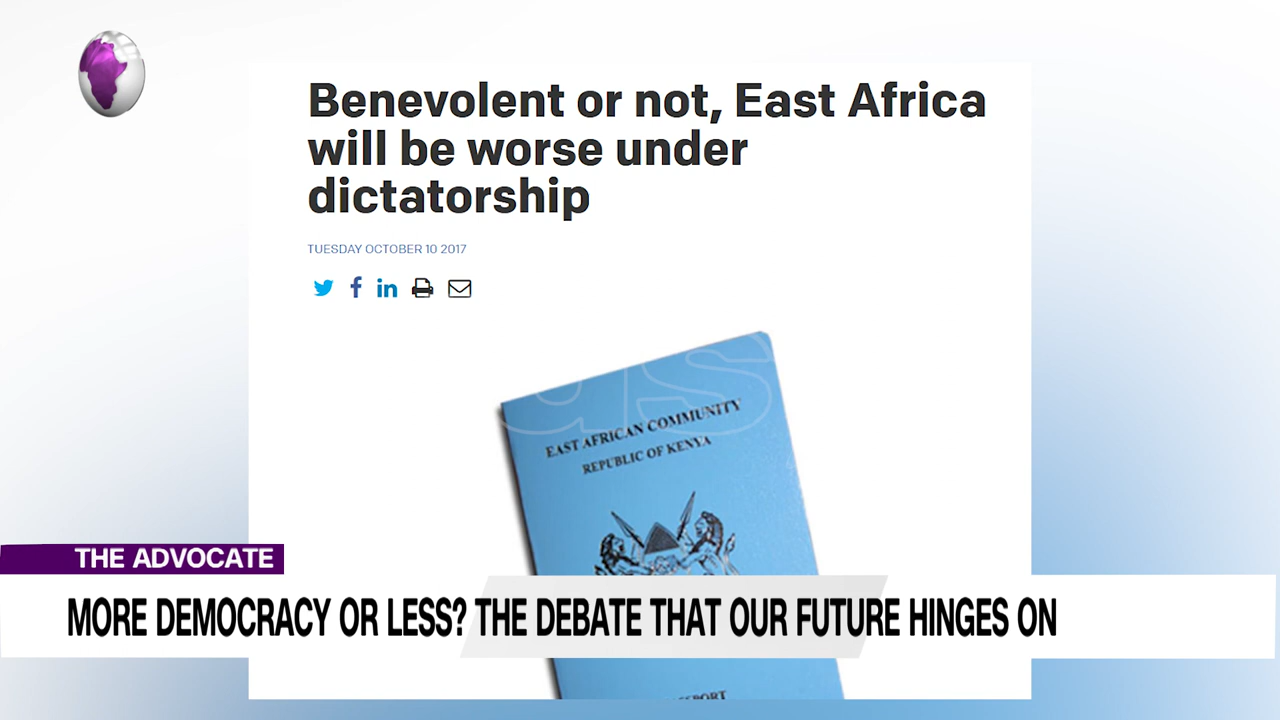 Benevolent or not, East Africa
will be worse under
dictatorship
TUESDAY OCTOBER 10 2017
EAST AFRICAN COMMUNITY
REPUBLIC OF KENYA
THE ADVOCATE
MORE DEMOCRACY OR LESS? THE DEBATE THAT OUR FUTURE HINGES ON